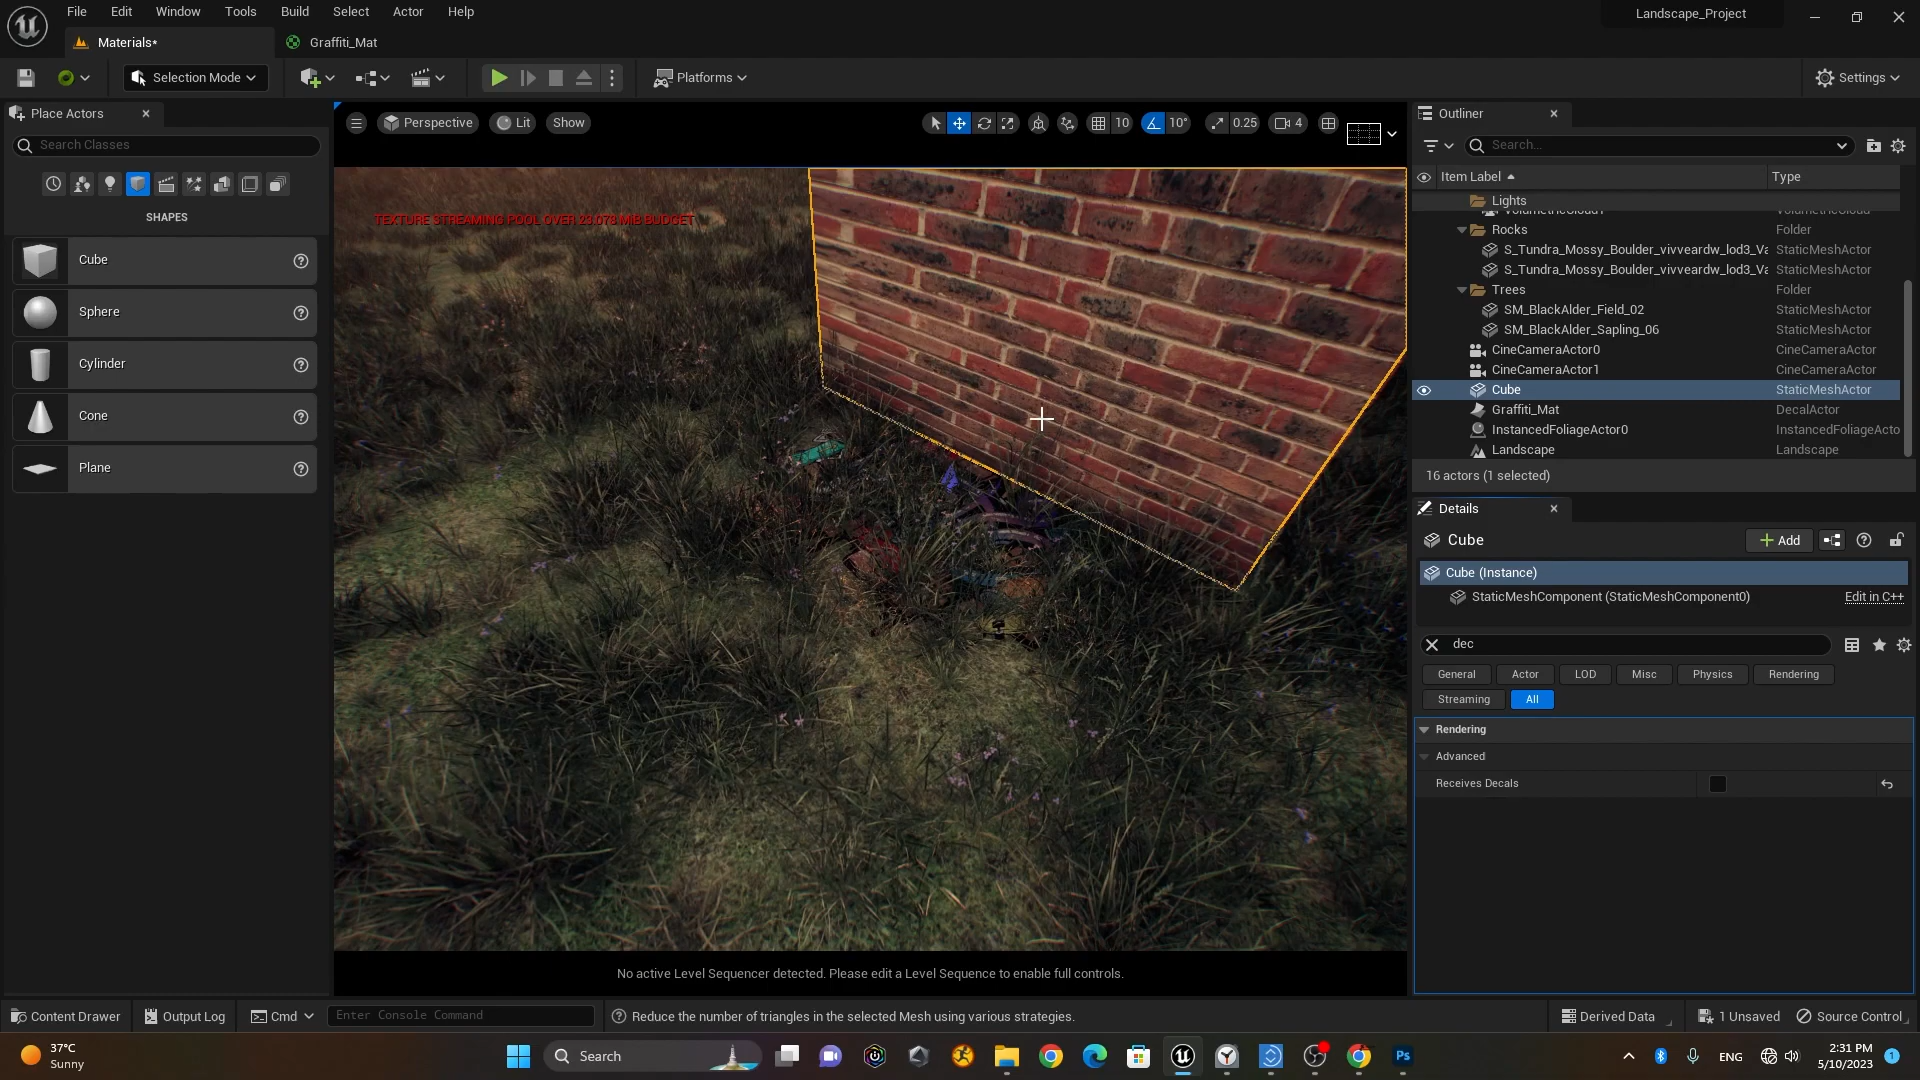 File Edit Window Tools Build Select Actor Help
Landscape_Project
Materials*
Graffiti_Mat
Selection Mode
Platforms
Settings
Place Actors
Search Classes
SHAPES
Cube
Sphere
Cylinder
Cone
Plane
Perspective
Lit
Show
10
10°
0.25
4
TEXTURE STREAMING POOL OVER 23.078 MIB BUDGET
No active Level Sequencer detected. Please edit a Level Sequence to enable full controls.
Outliner
Search...
Item Label Type
Lights
VolumetricCloud1 VolumetricCloud
Rocks Folder
S_Tundra_Mossy_Boulder_vivveardw_lod3_Va StaticMeshActor
S_Tundra_Mossy_Boulder_vivveardw_lod3_Va StaticMeshActor
Trees Folder
SM_BlackAlder_Field_02 StaticMeshActor
SM_BlackAlder_Sapling_06 StaticMeshActor
CineCameraActor0 CineCameraActor
CineCameraActor1 CineCameraActor
Cube StaticMeshActor
Graffiti_Mat DecalActor
InstancedFoliageActor0 InstancedFoliageActo
Landscape Landscape
16 actors (1 selected)
Details
Cube
Add
Cube (Instance)
StaticMeshComponent (StaticMeshComponent0) Edit in C++
dec
General Actor LOD Misc Physics Rendering
Streaming All
Rendering
Advanced
Receives Decals
Content Drawer
Output Log
Cmd
Enter Console Command
Reduce the number of triangles in the selected Mesh using various strategies.
Derived Data
1 Unsaved
Source Control
37°C
Sunny
Search
Ps
ENG
2:31 PM
5/10/2023
1